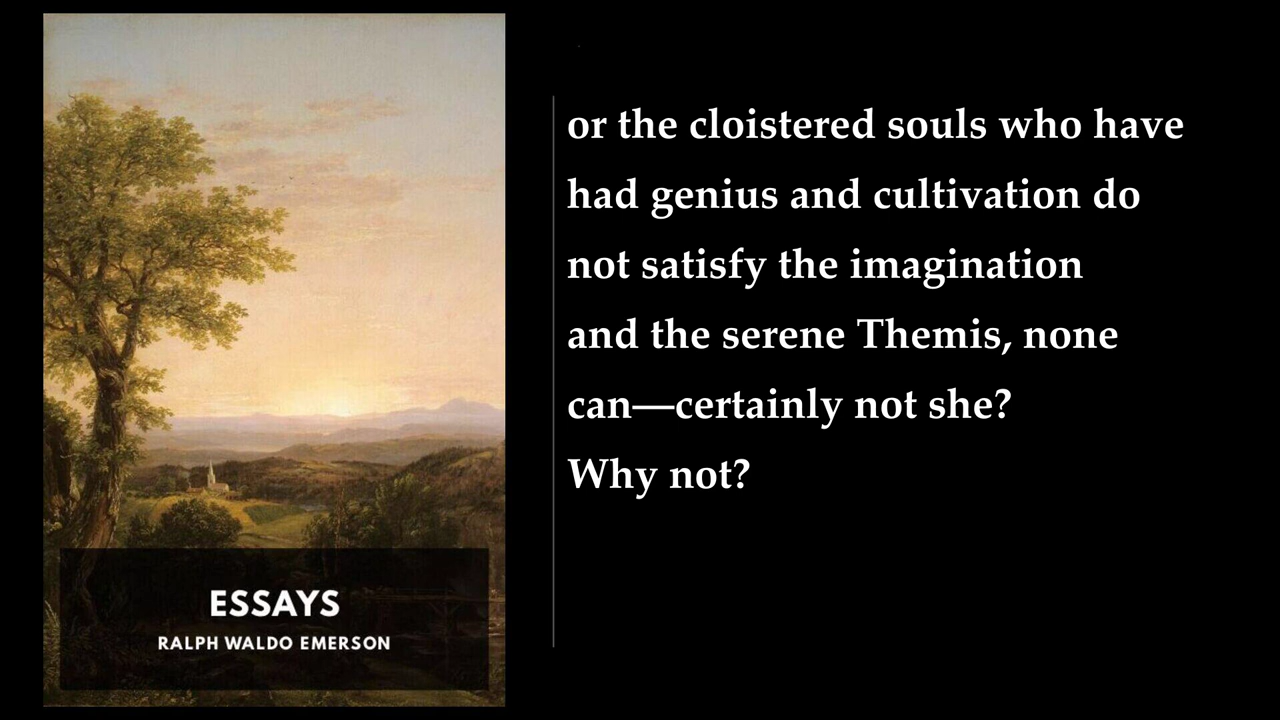 ESSAYS
RALPH WALDO EMERSON
or the cloistered souls who have
had genius and cultivation do
not satisfy the imagination
and the serene Themis, none
can—certainly not she?
Why not?